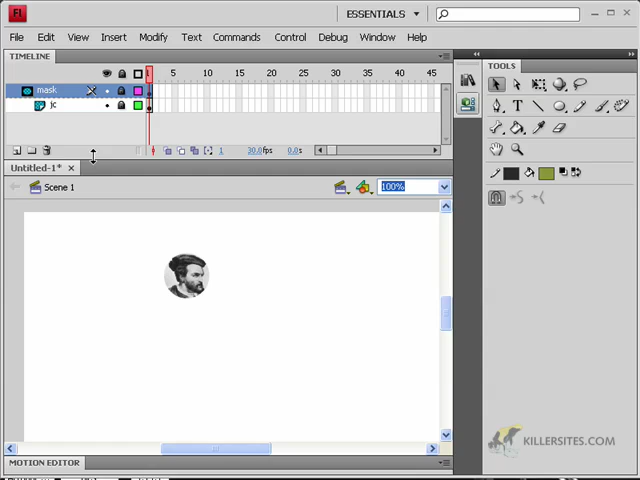 FL
ESSENTIALS
File Edit View Insert Modify Text Commands Control Debug Window Help
TIMELINE
1 5 10 15 20 25 30 35 40 45
mask
jc
1 30.0fps 0.0s
Untitled-1*
Scene 1
100%
TOOLS
T
KILLERSITES.COM
MOTION EDITOR